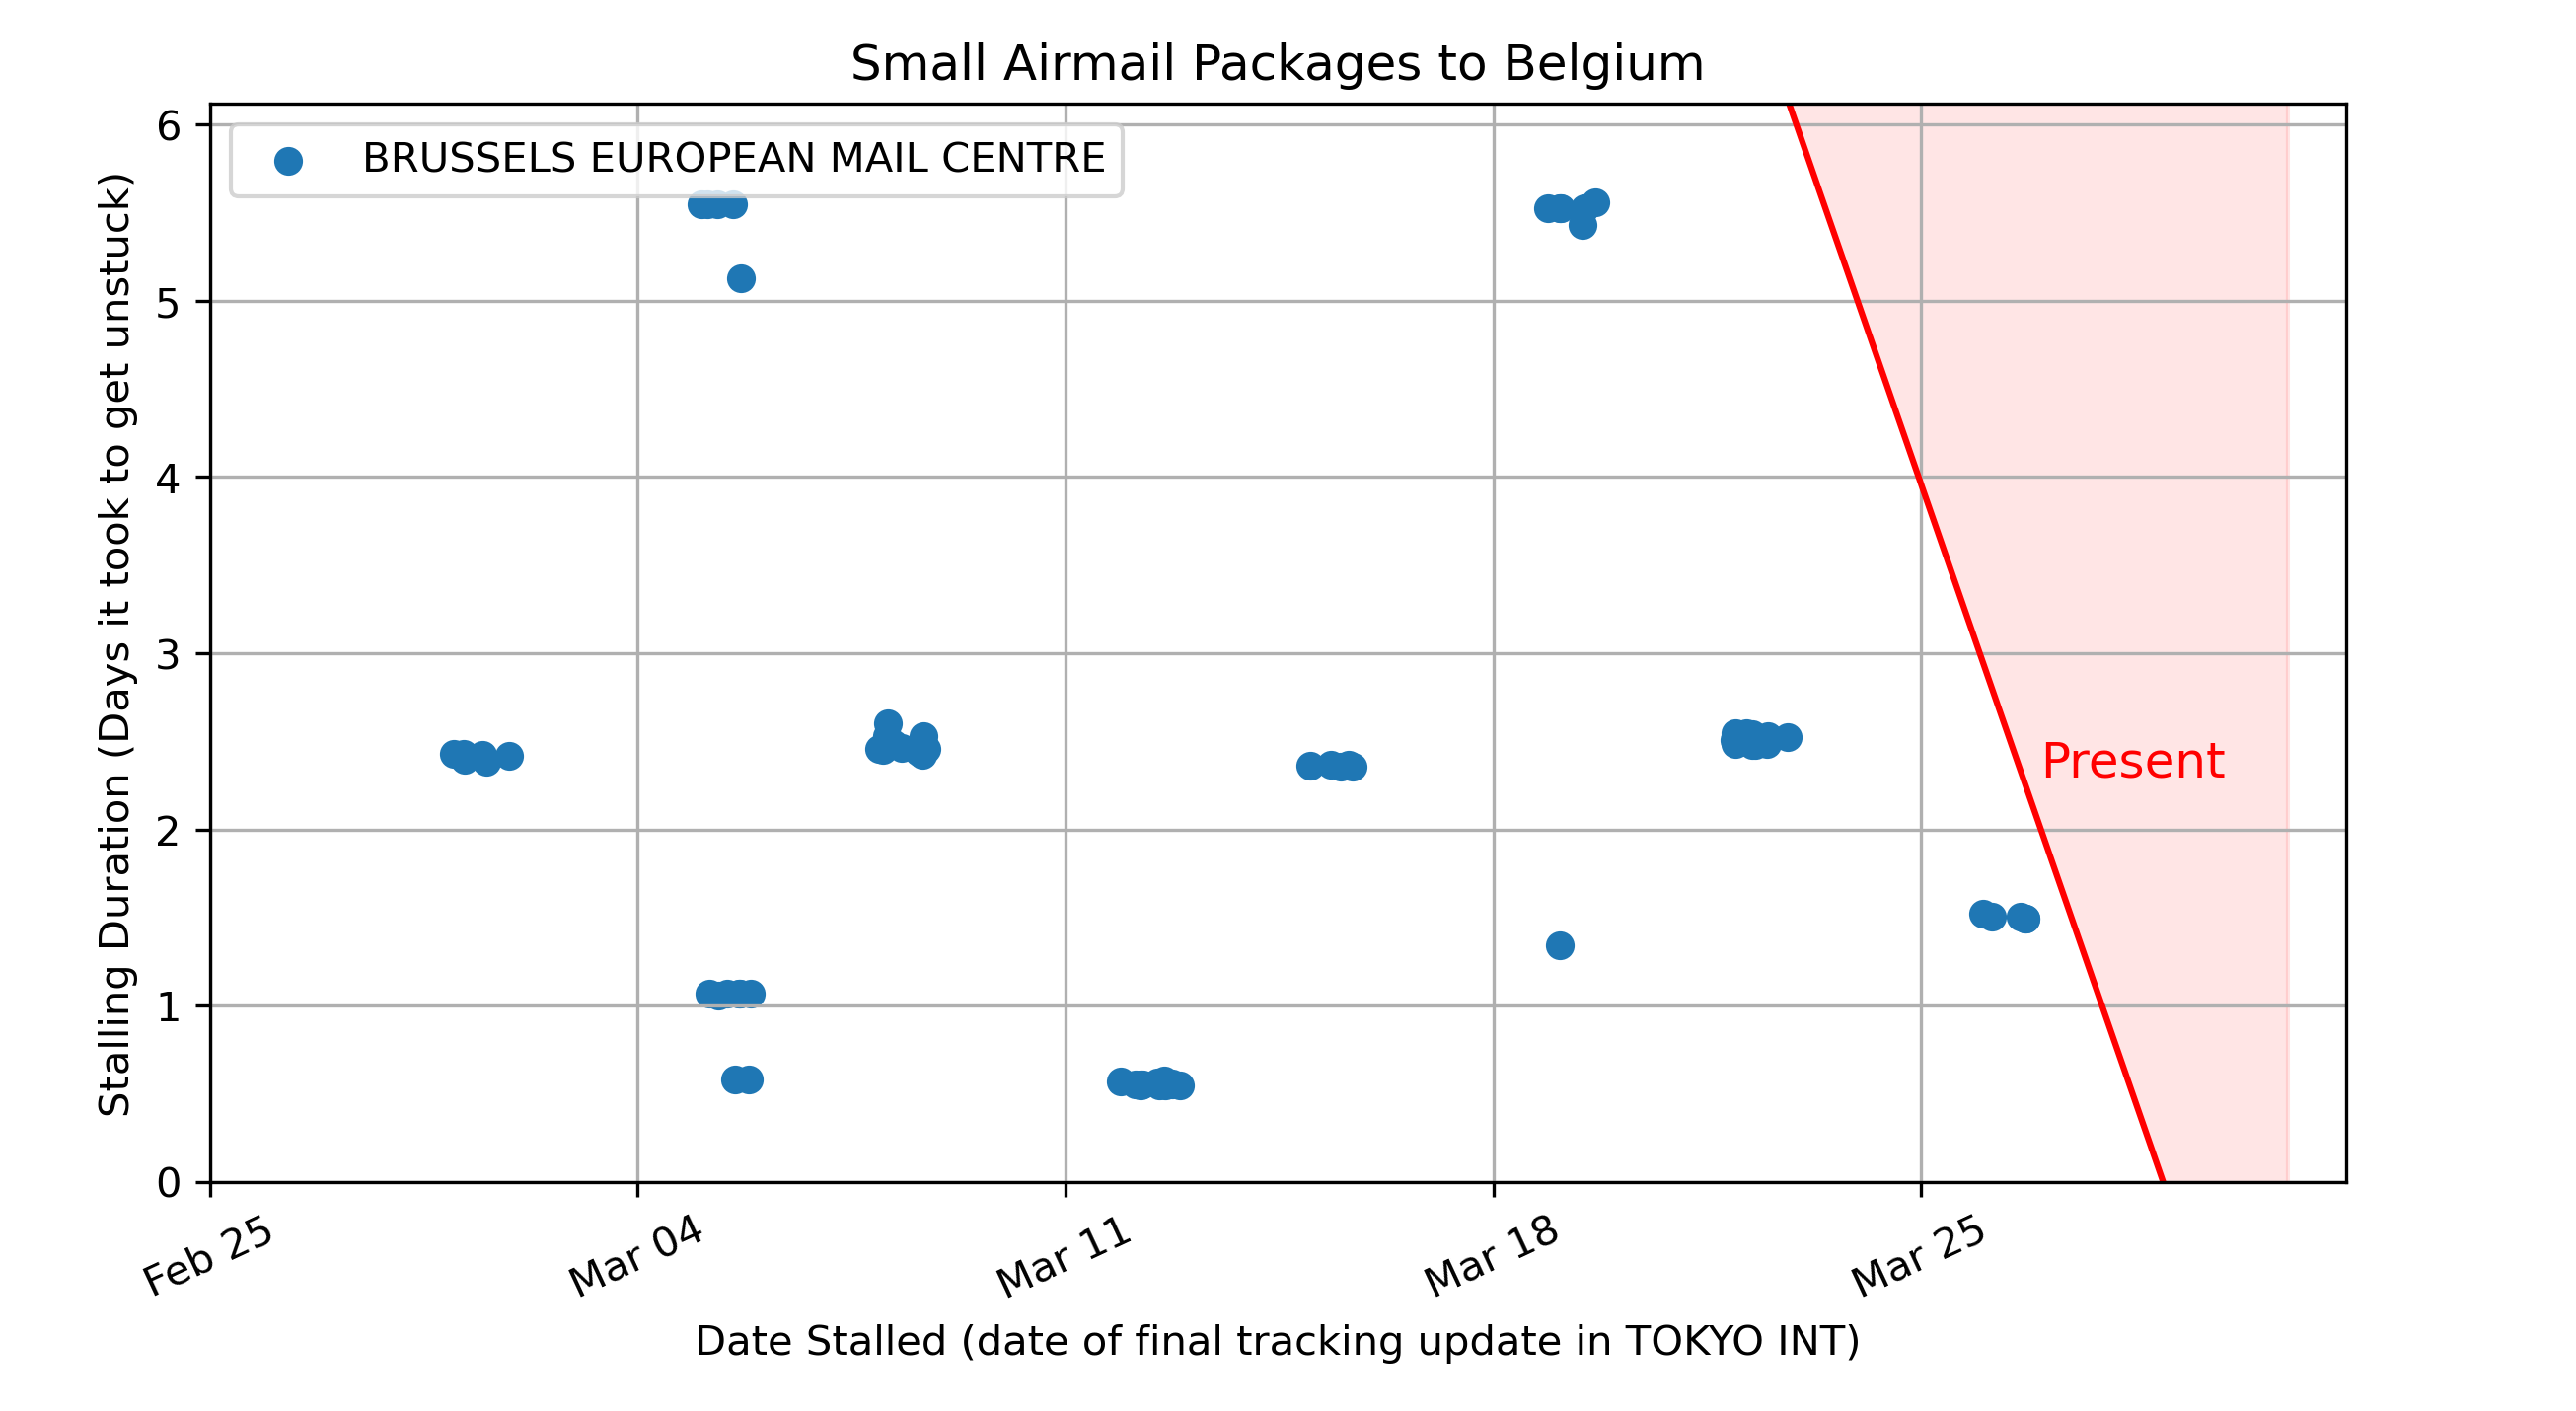 Small Airmail Packages to Belgium
BRUSSELS EUROPEAN MAIL CENTRE
Stalling Duration (Days it took to get unstuck)
6
5
4
3
2
1
0
Present
Feb 25
Mar 04
Mar 11
Mar 18
Mar 25
Date Stalled (date of final tracking update in TOKYO INT)